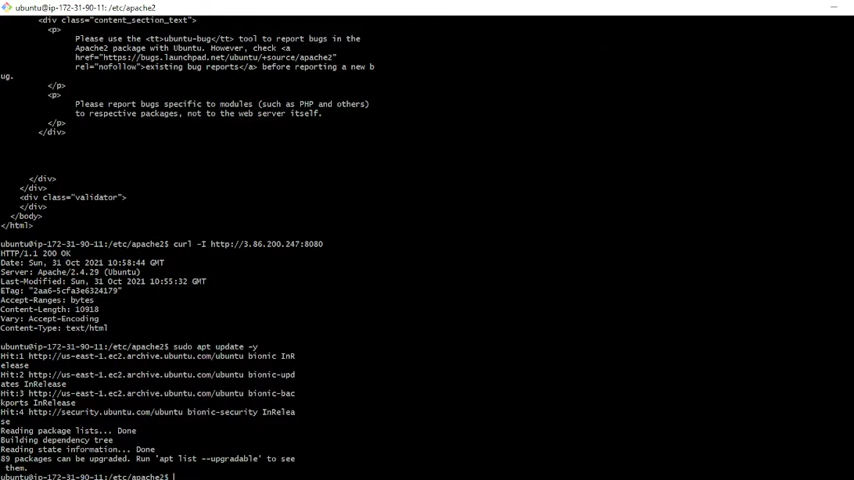 ubuntu@ip-172-31-90-11: /etc/apache2
<div class="content_section_text">
<p>
Please use the <tt>ubuntu-bug</tt> tool to report bugs in the
Apache2 package with Ubuntu. However, check <a
href="https://bugs.launchpad.net/ubuntu/+source/apache2"
rel="nofollow">existing bug reports</a> before reporting a new b
ug.
</p>
<p>
Please report bugs specific to modules (such as PHP and others)
to respective packages, not to the web server itself.
</p>
</div>
</div>
</div>
<div class="validator">
</div>
</body>
</html>
ubuntu@ip-172-31-90-11:/etc/apache2$ curl -I http://3.86.200.247:8080
HTTP/1.1 200 OK
Date: Sun, 31 Oct 2021 10:58:44 GMT
Server: Apache/2.4.29 (Ubuntu)
Last-Modified: Sun, 31 Oct 2021 10:55:32 GMT
ETag: "2aa6-5cfa3e6324179"
Accept-Ranges: bytes
Content-Length: 10918
Vary: Accept-Encoding
Content-Type: text/html
ubuntu@ip-172-31-90-11:/etc/apache2$ sudo apt update -y
Hit:1 http://us-east-1.ec2.archive.ubuntu.com/ubuntu bionic InR
elease
Hit:2 http://us-east-1.ec2.archive.ubuntu.com/ubuntu bionic-upd
ates InRelease
Hit:3 http://us-east-1.ec2.archive.ubuntu.com/ubuntu bionic-bac
kports InRelease
Hit:4 http://security.ubuntu.com/ubuntu bionic-security InRelea
se
Reading package lists... Done
Building dependency tree
Reading state information... Done
89 packages can be upgraded. Run 'apt list --upgradable' to see
them.
ubuntu@ip-172-31-90-11:/etc/apache2$